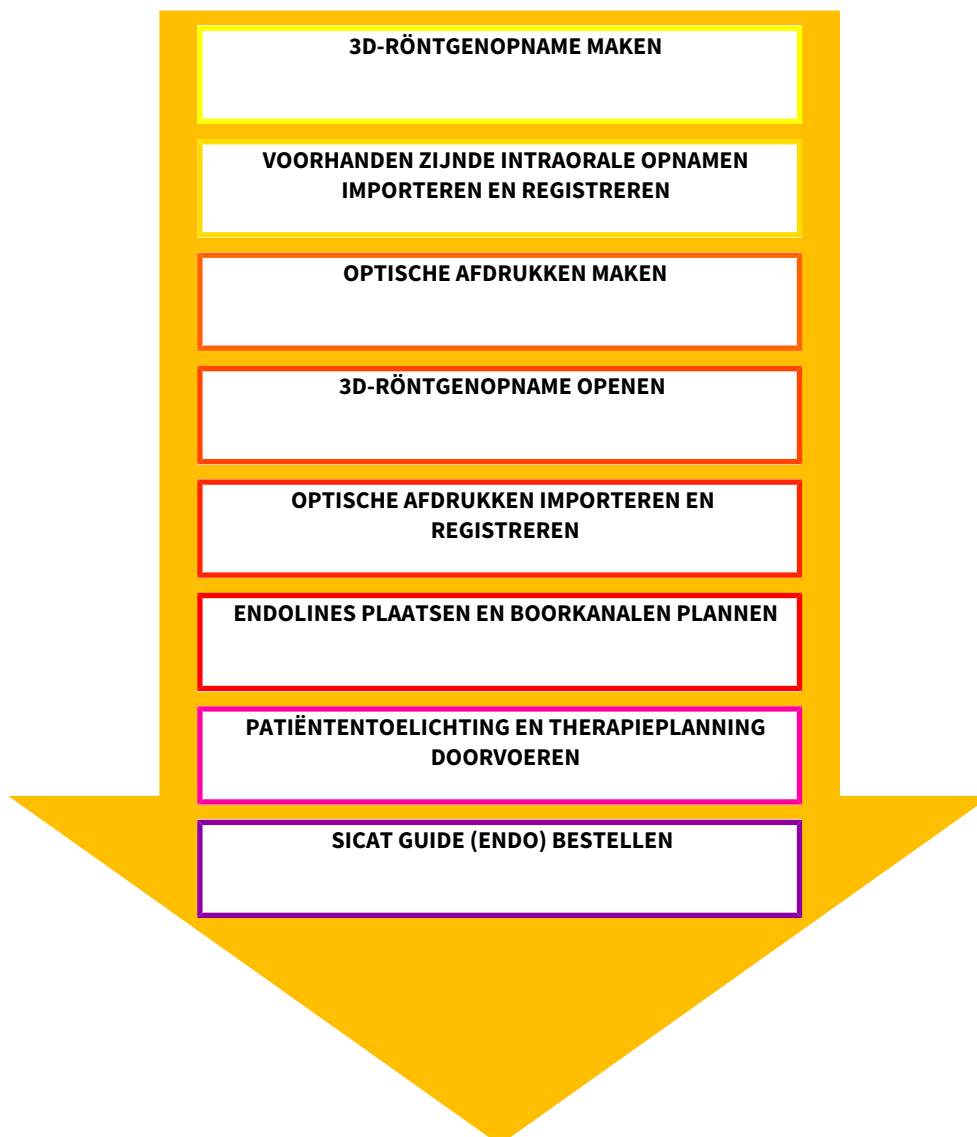 3D-RÖNTGENOPNAME MAKEN
VOORHANDEN ZIJNDE INTRAORALE OPNAMEN
IMPORTEREN EN REGISTREREN
OPTISCHE AFDRUKKEN MAKEN
3D-RÖNTGENOPNAME OPENEN
OPTISCHE AFDRUKKEN IMPORTEREN EN
REGISTREREN
ENDOLINES PLAATSEN EN BOORKANALEN PLANNEN
PATIËNTENTOELICHTING EN THERAPIEPLANNING
DOORVOEREN
SICAT GUIDE (ENDO) BESTELLEN